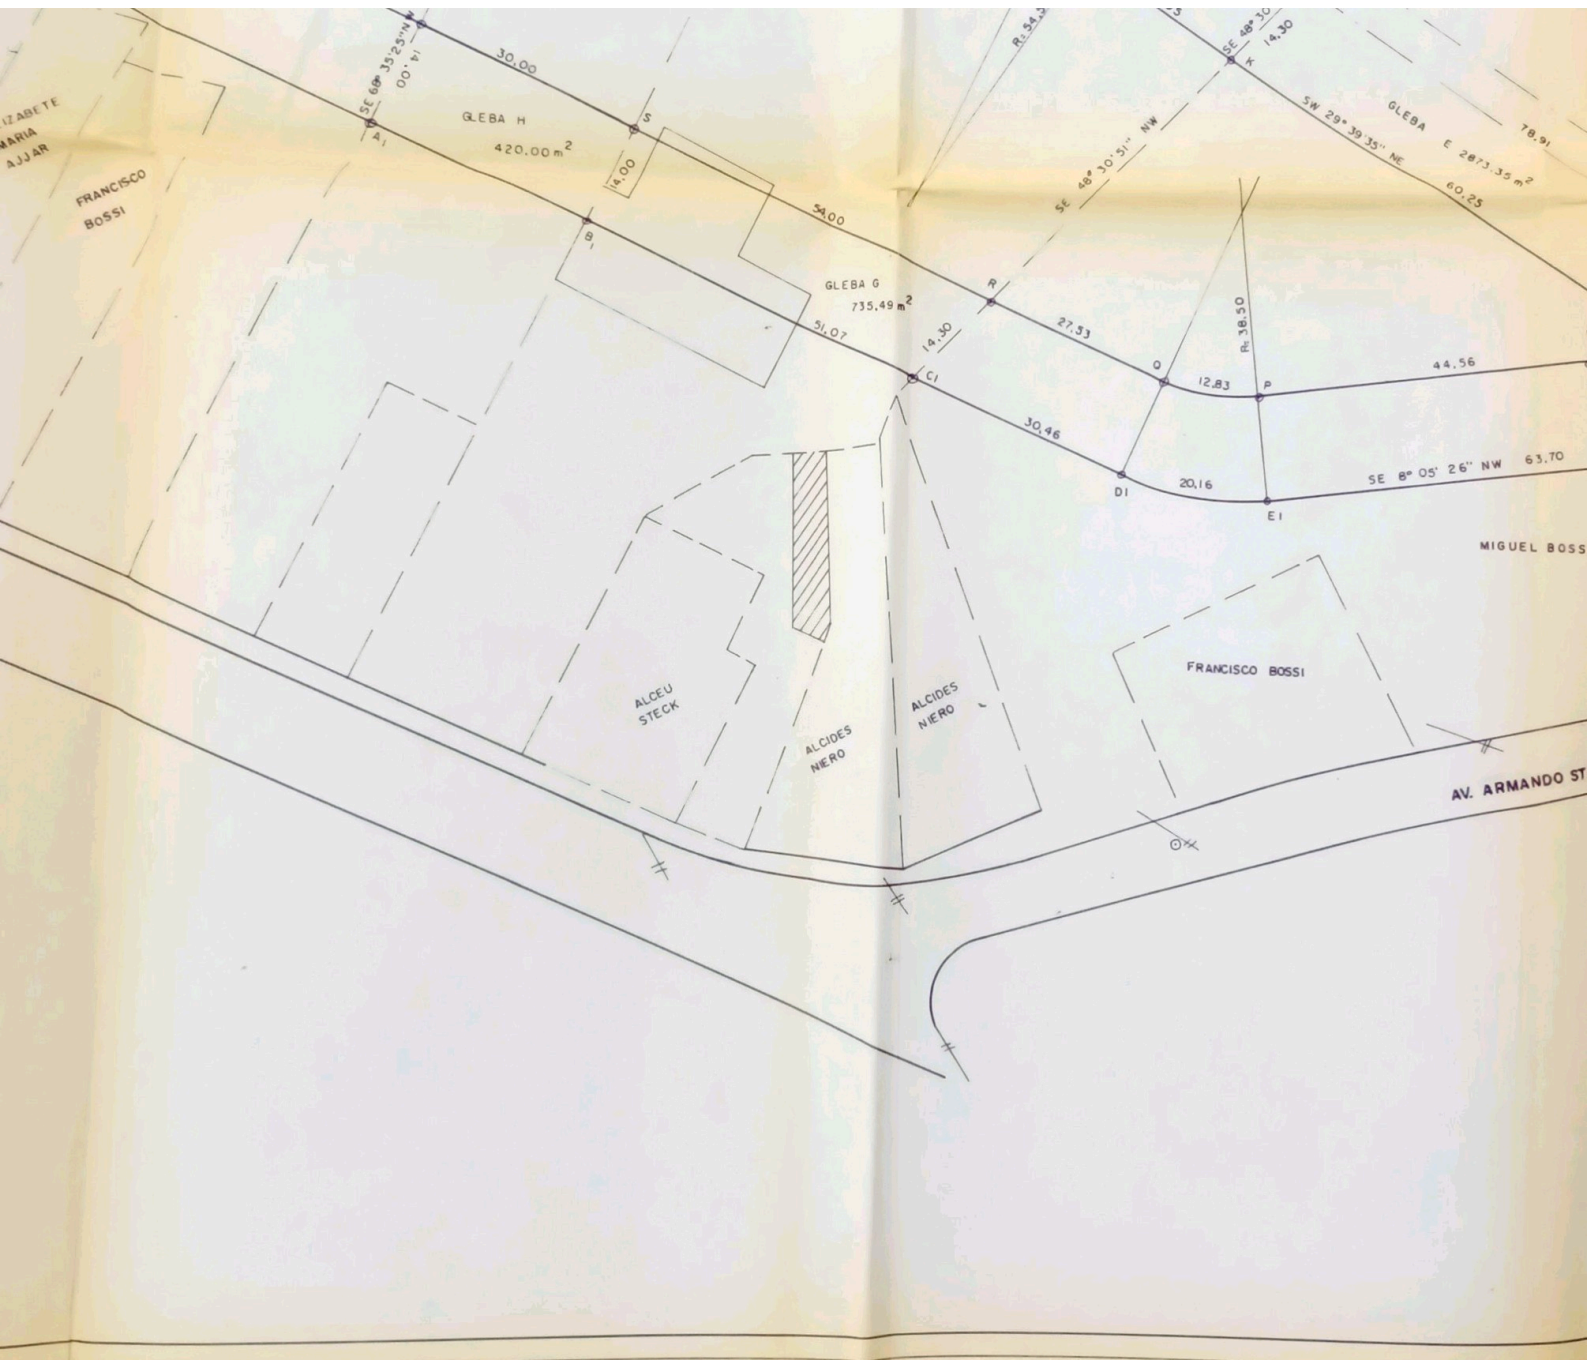 IZABETE
MARIA
AJJAR
FRANCISCO
BOSSI
SE 68° 35' 25" NW
14,00
A1
30,00
GLEBA H
420.00 m²
S
14,00
B1
54,00
GLEBA G
735.49 m²
51,07
R
14,30
C1
SE 48° 30' 51" NW
SE 48° 30'
14.30
K
SW 29° 39' 35" NE
GLEBA E 2873.35 m²
78.91
60,25
27,53
Q
12,83
P
R= 38.50
44,56
30,46
D1
20,16
E1
SE 8° 05' 26" NW 63,70
MIGUEL BOSS
FRANCISCO BOSSI
ALCEU
STECK
ALCIDES
NIERO
ALCIDES
NIERO
AV. ARMANDO ST